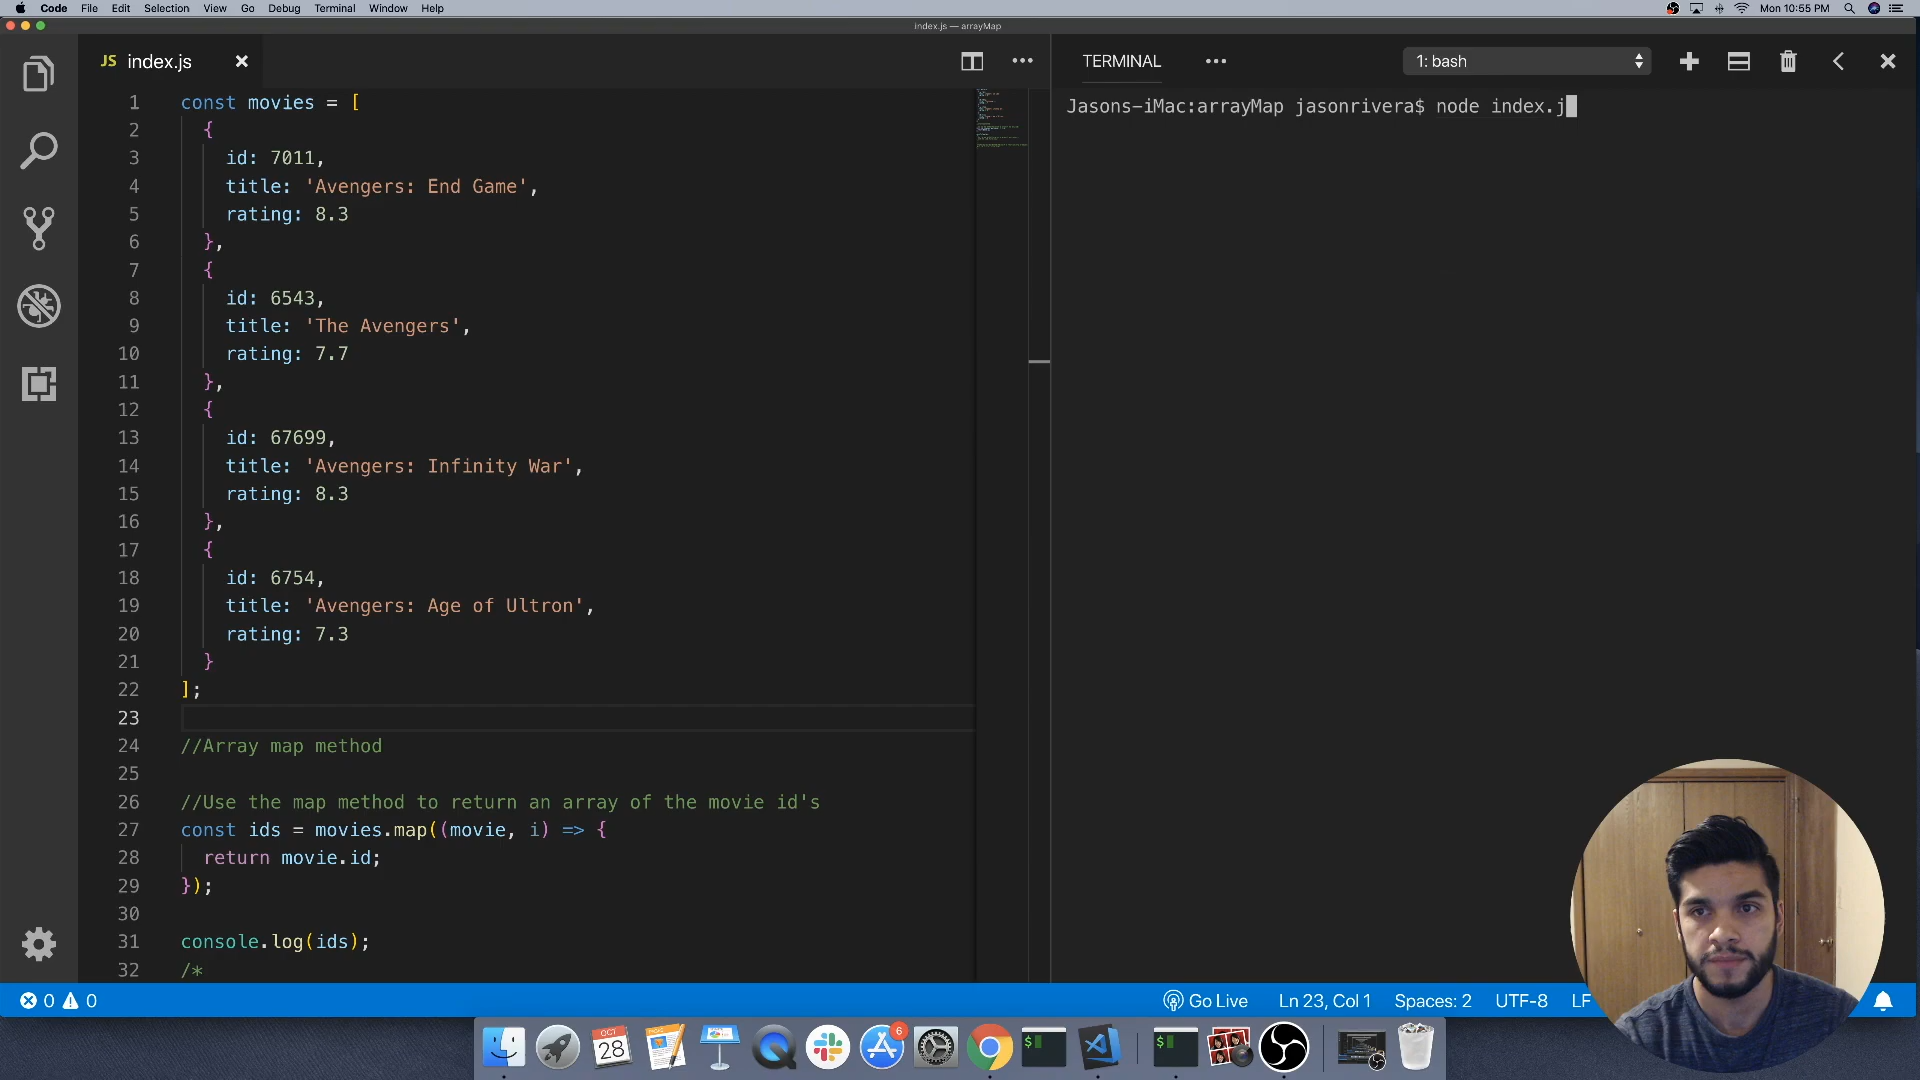 Code File Edit Selection View Go Debug Terminal Window Help
Mon 10:55 PM
index.js — arrayMap
JS index.js
TERMINAL
1: bash
1 const movies = [
2 {
3 id: 7011,
4 title: 'Avengers: End Game',
5 rating: 8.3
6 },
7 {
8 id: 6543,
9 title: 'The Avengers',
10 rating: 7.7
11 },
12 {
13 id: 67699,
14 title: 'Avengers: Infinity War',
15 rating: 8.3
16 },
17 {
18 id: 6754,
19 title: 'Avengers: Age of Ultron',
20 rating: 7.3
21 }
22 ];
23
24 //Array map method
25
26 //Use the map method to return an array of the movie id's
27 const ids = movies.map((movie, i) => {
28 return movie.id;
29 });
30
31 console.log(ids);
32 /*
Jasons-iMac:arrayMap jasonrivera$ node index.j
0 0
Go Live Ln 23, Col 1 Spaces: 2 UTF-8 LF
OCT
28
6
$
$